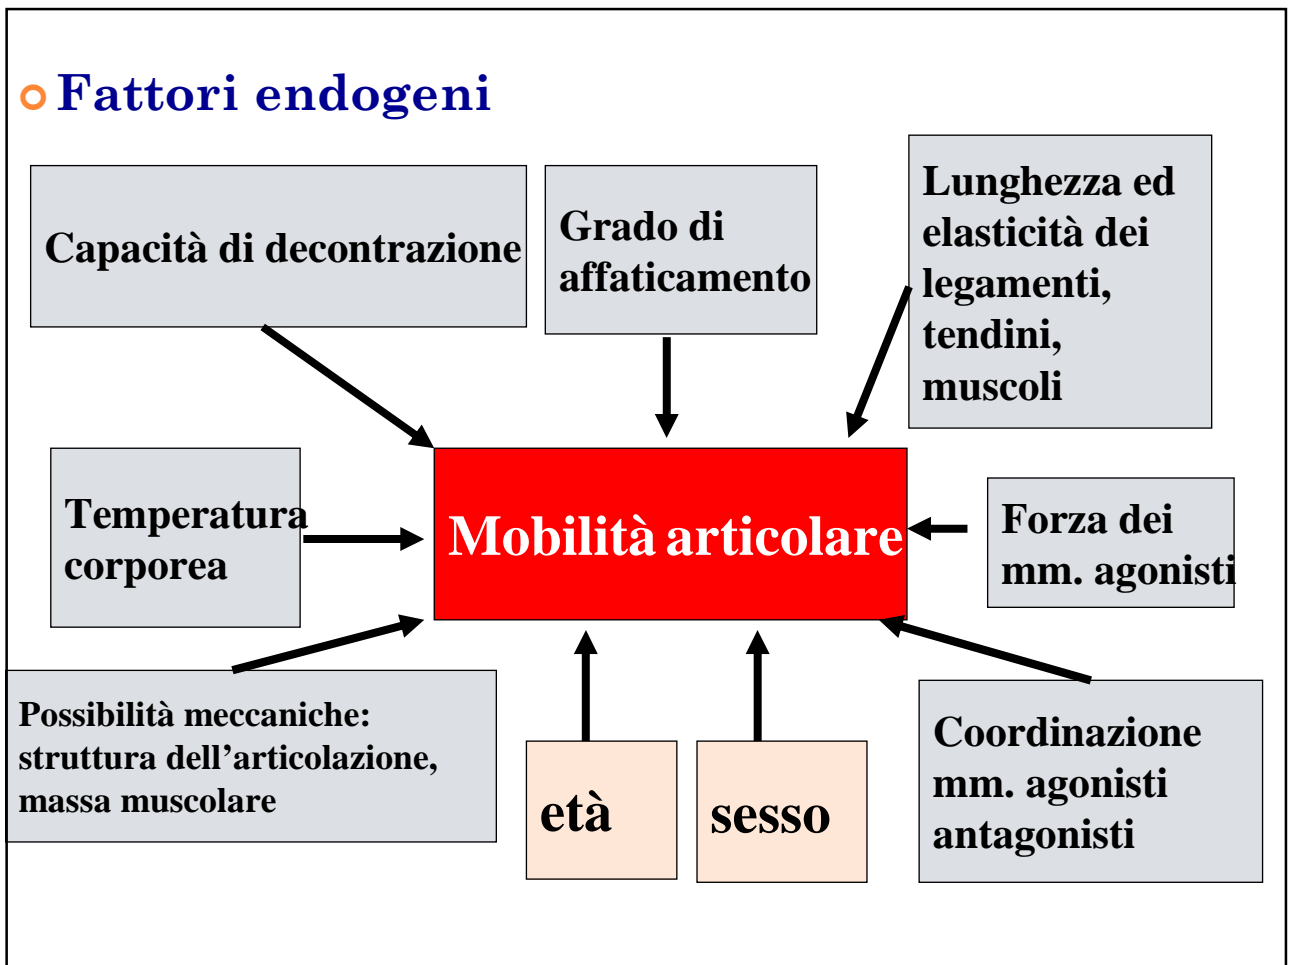 Fattori endogeni
Capacità di decontrazione
Grado di
affaticamento
Lunghezza ed
elasticità dei
legamenti,
tendini,
muscoli
Temperatura
corporea
Mobilità articolare
Forza dei
mm. agonisti
Possibilità meccaniche:
struttura dell’articolazione,
massa muscolare
età
sesso
Coordinazione
mm. agonisti
antagonisti